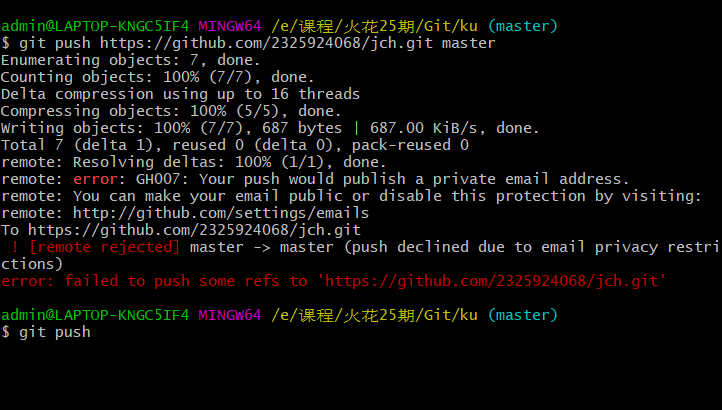 admin@LAPTOP-KNGC5IF4 MINGW64 /e/课程/火花25期/Git/ku (master)
$ git push https://github.com/2325924068/jch.git master
Enumerating objects: 7, done.
Counting objects: 100% (7/7), done.
Delta compression using up to 16 threads
Compressing objects: 100% (5/5), done.
Writing objects: 100% (7/7), 687 bytes | 687.00 KiB/s, done.
Total 7 (delta 1), reused 0 (delta 0), pack-reused 0
remote: Resolving deltas: 100% (1/1), done.
remote: error: GH007: Your push would publish a private email address.
remote: You can make your email public or disable this protection by visiting:
remote: http://github.com/settings/emails
To https://github.com/2325924068/jch.git
 ! [remote rejected] master -> master (push declined due to email privacy restri
ctions)
error: failed to push some refs to 'https://github.com/2325924068/jch.git'
admin@LAPTOP-KNGC5IF4 MINGW64 /e/课程/火花25期/Git/ku (master)
$ git push